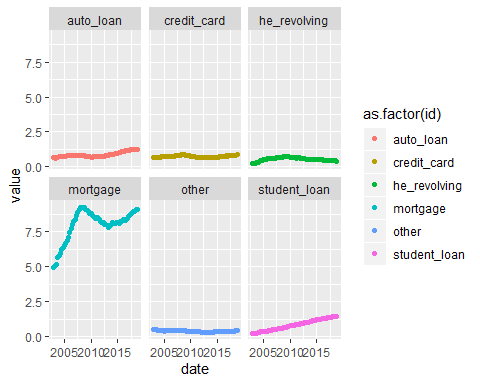 auto_loan credit_card he_revolving
7.5
5.0
2.5
0.0
mortgage other student_loan
7.5
5.0
2.5
0.0
2005 2010 2015 2005 2010 2015 2005 2010 2015
date
value
as.factor(id)
auto_loan
credit_card
he_revolving
mortgage
other
student_loan